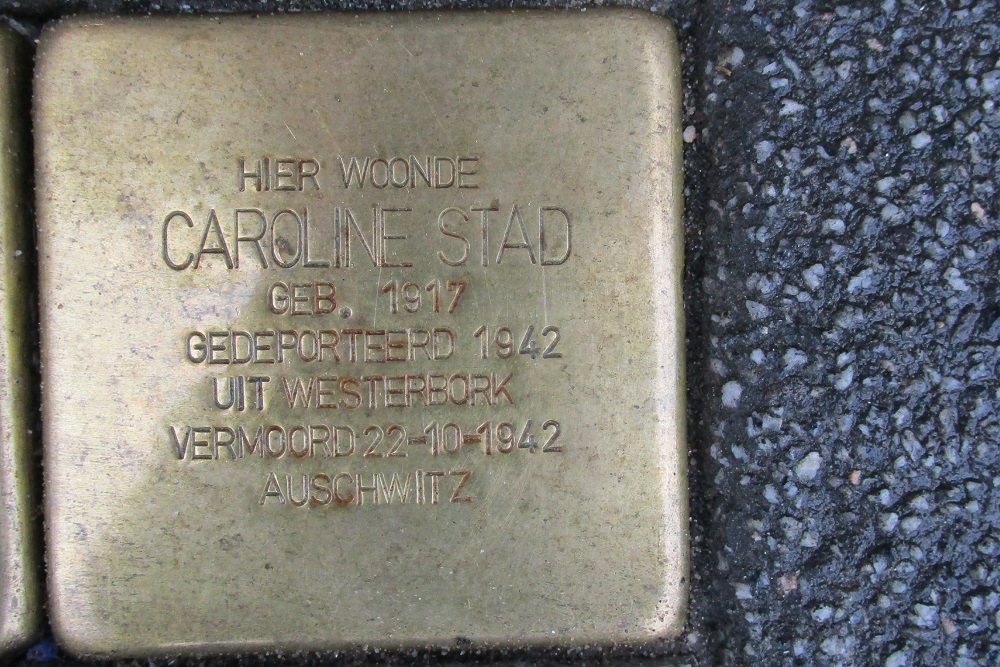 HIER WOONDE
CAROLINE STAD
GEB. 1917
GEDEPORTEERD 1942
UIT WESTERBORK
VERMOORD 22-10-1942
AUSCHWITZ